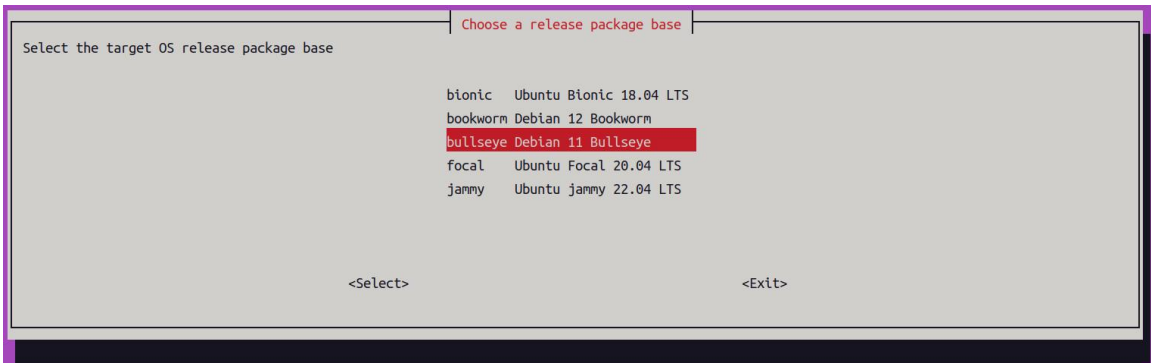 Choose a release package base
Select the target OS release package base
bionic Ubuntu Bionic 18.04 LTS
bookworm Debian 12 Bookworm
bullseye Debian 11 Bullseye
focal Ubuntu Focal 20.04 LTS
jammy Ubuntu jammy 22.04 LTS
<Select> <Exit>